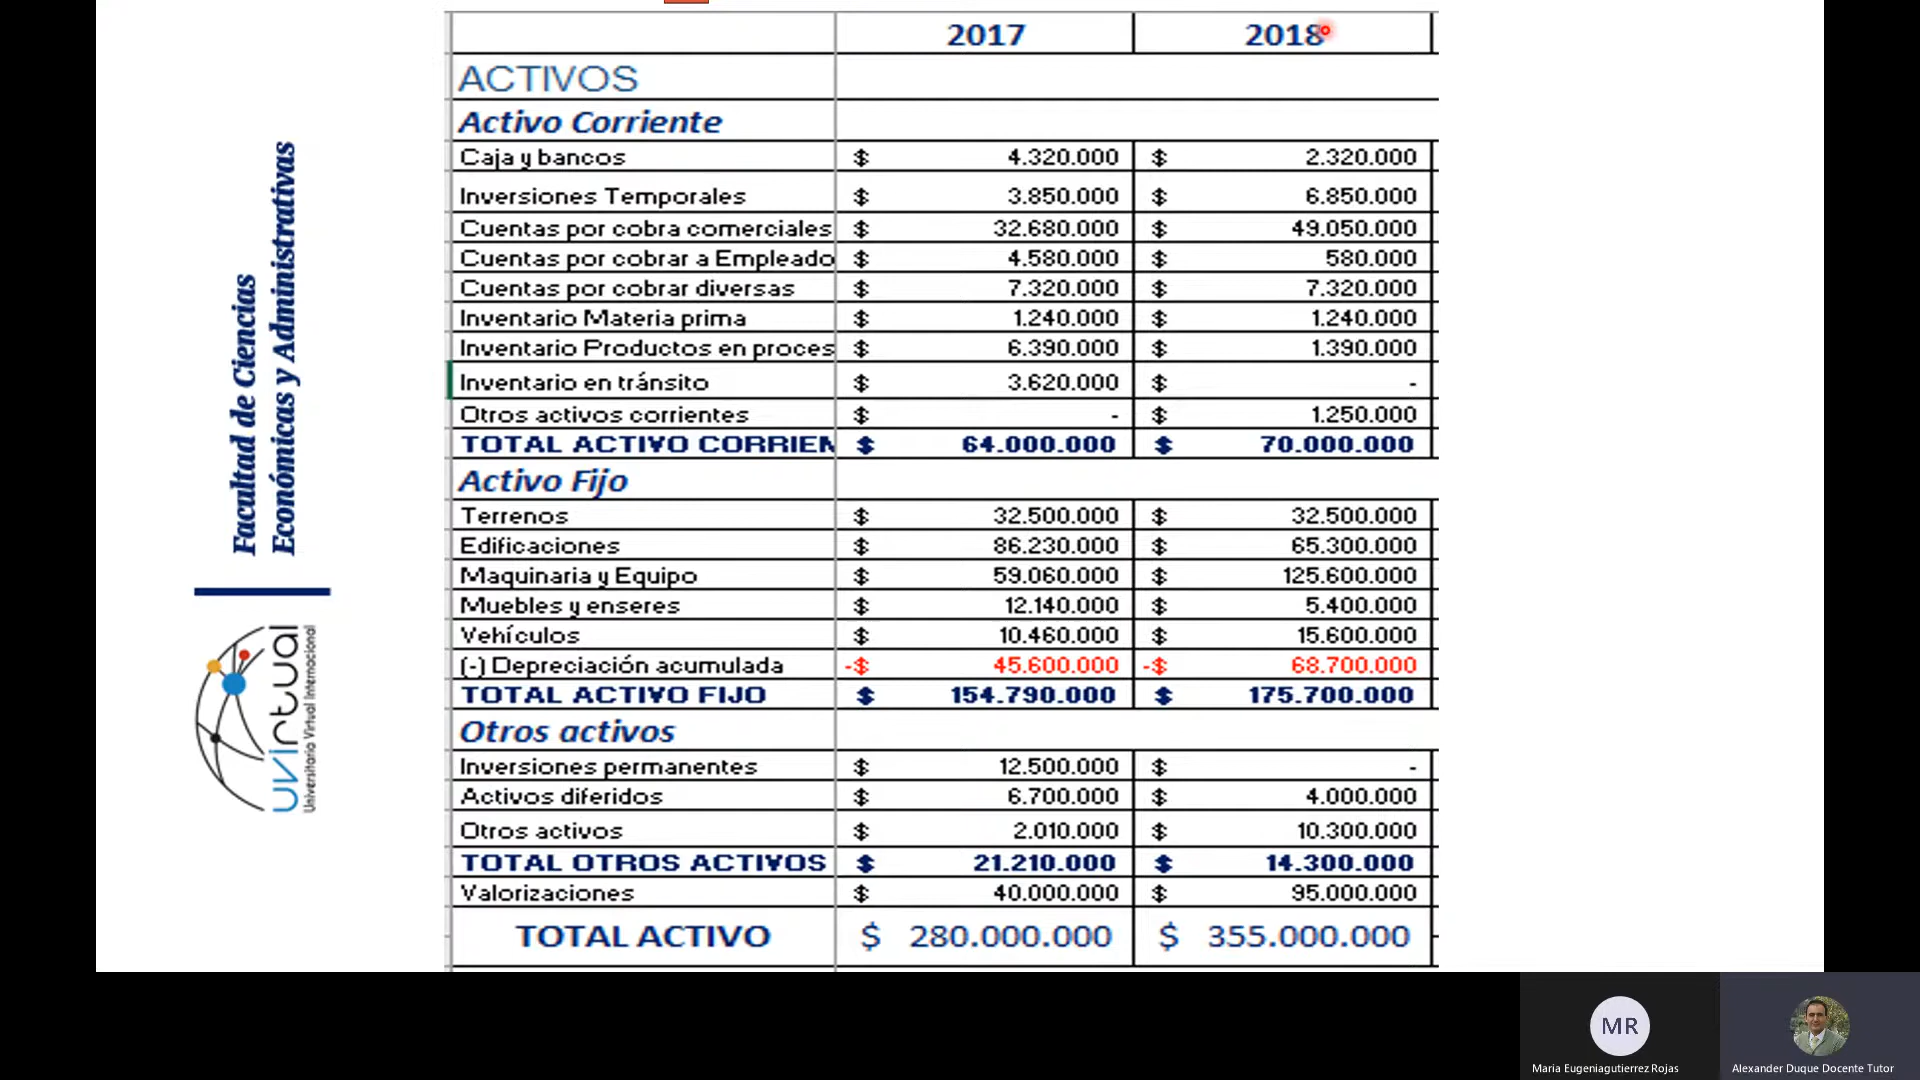 2017 2018
ACTIVOS
Activo Corriente
Caja y bancos $ 4.320.000 $ 2.320.000
Inversiones Temporales $ 3.850.000 $ 6.850.000
Cuentas por cobra comerciales $ 32.680.000 $ 49.050.000
Cuentas por cobrar a Empleado $ 4.580.000 $ 580.000
Cuentas por cobrar diversas $ 7.320.000 $ 7.320.000
Inventario Materia prima $ 1.240.000 $ 1.240.000
Inventario Productos en proces $ 6.390.000 $ 1.390.000
Inventario en tránsito $ 3.620.000 $ -
Otros activos corrientes $ - $ 1.250.000
TOTAL ACTIVO CORRIEN $ 64.000.000 $ 70.000.000
Activo Fijo
Terrenos $ 32.500.000 $ 32.500.000
Edificaciones $ 86.230.000 $ 65.300.000
Maquinaria y Equipo $ 59.060.000 $ 125.600.000
Muebles y enseres $ 12.140.000 $ 5.400.000
Vehículos $ 10.460.000 $ 15.600.000
(-) Depreciación acumulada -$ 45.600.000 -$ 68.700.000
TOTAL ACTIVO FIJO $ 154.790.000 $ 175.700.000
Otros activos
Inversiones permanentes $ 12.500.000 $ -
Activos diferidos $ 6.700.000 $ 4.000.000
Otros activos $ 2.010.000 $ 10.300.000
TOTAL OTROS ACTIVOS $ 21.210.000 $ 14.300.000
Valorizaciones $ 40.000.000 $ 95.000.000
TOTAL ACTIVO $ 280.000.000 $ 355.000.000
Facultad de Ciencias
Económicas y Administrativas
uvirtual
Universitaria Virtual Internacional
MR
Maria Eugeniagutierrez Rojas
Alexander Duque Docente Tutor